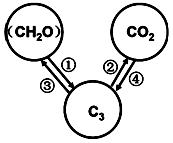 (CH₂O) CO₂
① ②
③ ④
C₃